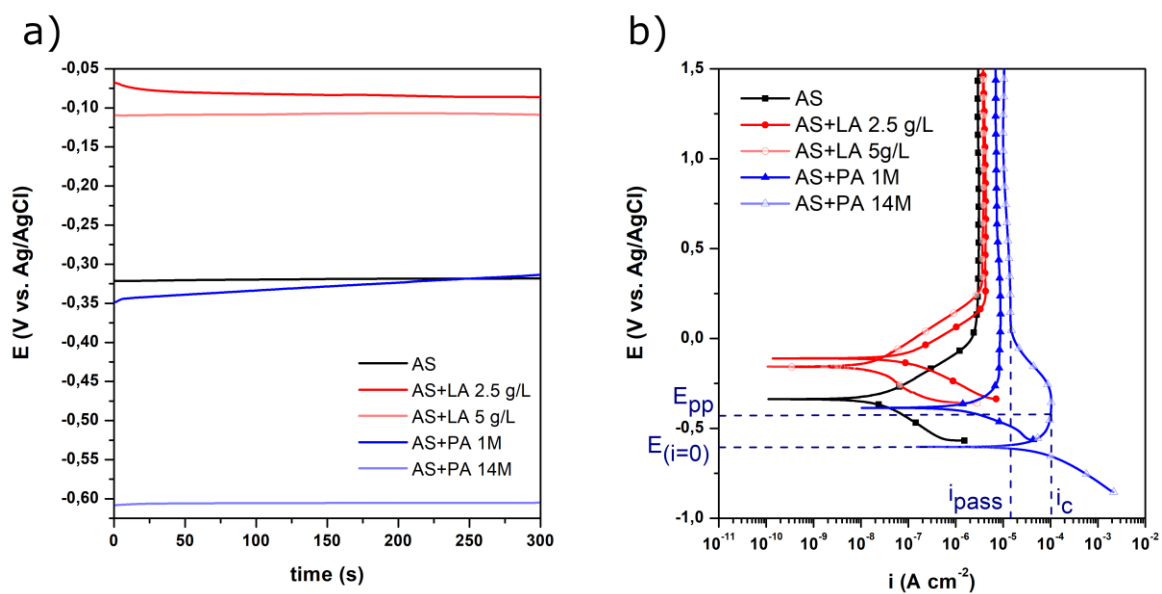 a)
E (V vs. Ag/AgCl)
-0,05
-0,10
-0,15
-0,20
-0,25
-0,30
-0,35
-0,40
-0,45
-0,50
-0,55
-0,60
AS
AS+LA 2.5 g/L
AS+LA 5 g/L
AS+PA 1M
AS+PA 14M
0 50 100 150 200 250 300
time (s)
b)
E (V vs. Ag/AgCl)
1,5
1,0
0,5
0,0
-0,5
-1,0
AS
AS+LA 2.5 g/L
AS+LA 5g/L
AS+PA 1M
AS+PA 14M
E_pp
E_(i=0)
i_pass
i_c
10^-11 10^-10 10^-9 10^-8 10^-7 10^-6 10^-5 10^-4 10^-3 10^-2
i (A cm^-2)